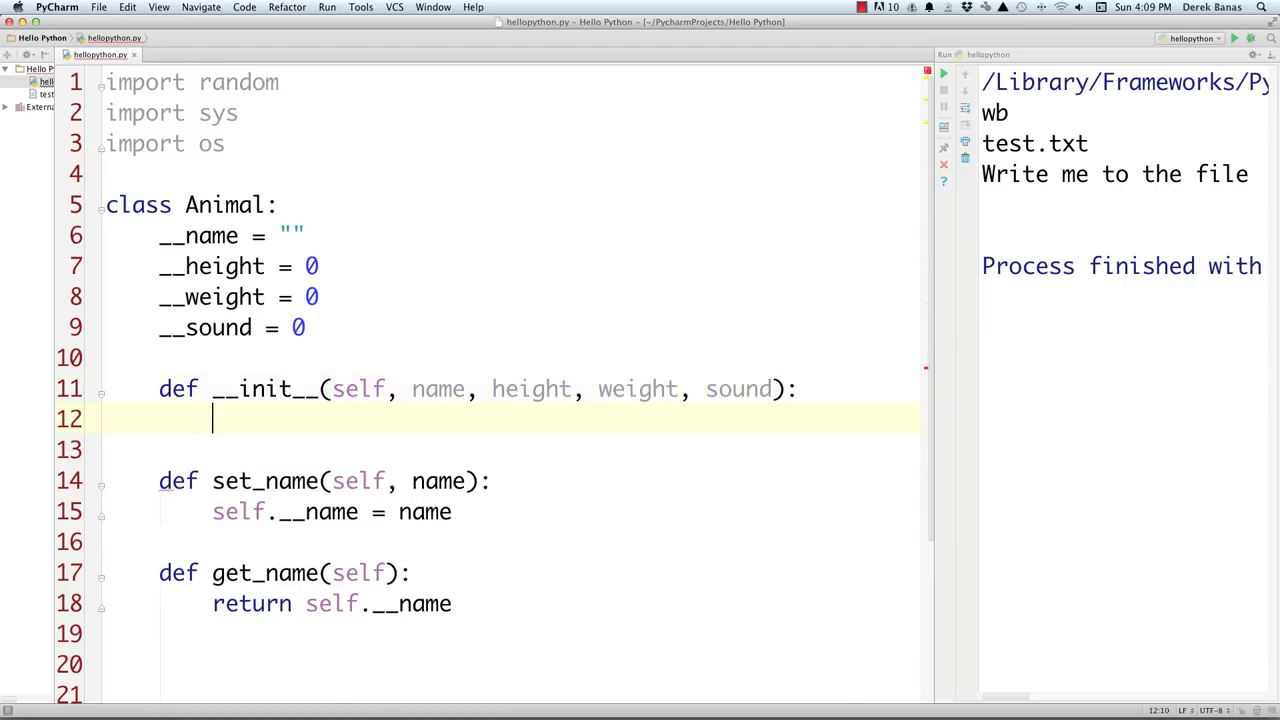 PyCharm File Edit View Navigate Code Refactor Run Tools VCS Window Help 10 Sun 4:09 PM Derek Banas
hellopython.py - Hello Python - [~/PycharmProjects/Hello Python]
Hello Python hellopython.py hellopython
hellopython.py Run hellopython
Hello P
hell
test
Externa
1 import random
2 import sys
3 import os
4
5 class Animal:
6 __name = ""
7 __height = 0
8 __weight = 0
9 __sound = 0
10
11 def __init__(self, name, height, weight, sound):
12
13
14 def set_name(self, name):
15 self.__name = name
16
17 def get_name(self):
18 return self.__name
19
20
21
/Library/Frameworks/Py
wb
test.txt
Write me to the file
Process finished with
12:10 LF UTF-8